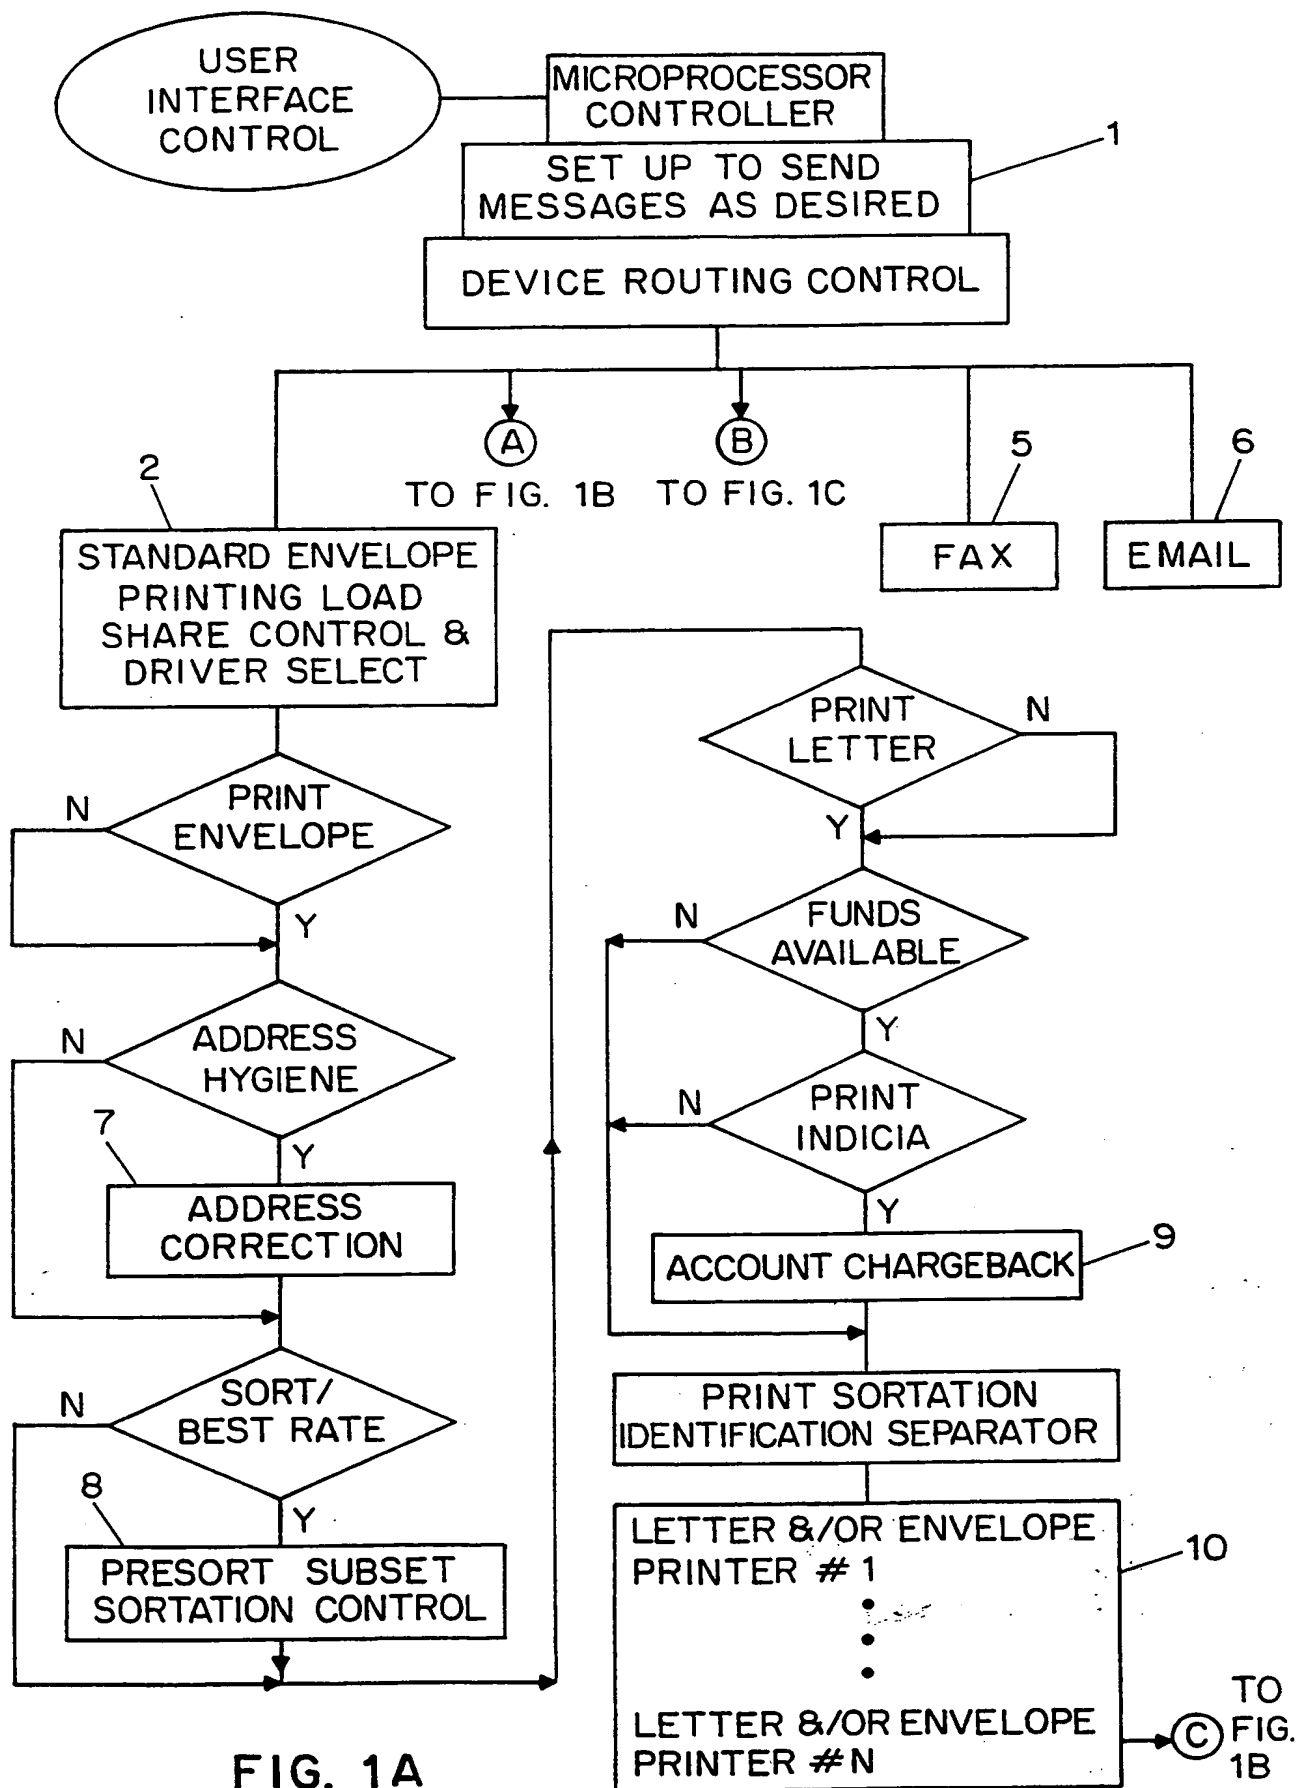 USER
INTERFACE
CONTROL
MICROPROCESSOR
CONTROLLER
1
SET UP TO SEND
MESSAGES AS DESIRED
DEVICE ROUTING CONTROL
A
B
TO FIG. 1B
TO FIG. 1C
5
6
FAX
EMAIL
2
STANDARD ENVELOPE
PRINTING LOAD
SHARE CONTROL &
DRIVER SELECT
N
PRINT
ENVELOPE
Y
N
ADDRESS
HYGIENE
Y
7
ADDRESS
CORRECTION
N
SORT/
BEST RATE
Y
8
PRESORT SUBSET
SORTATION CONTROL
PRINT
LETTER
N
Y
N
FUNDS
AVAILABLE
Y
N
PRINT
INDICIA
Y
ACCOUNT CHARGEBACK
9
PRINT SORTATION
IDENTIFICATION SEPARATOR
LETTER &/OR ENVELOPE
PRINTER #1
10
LETTER &/OR ENVELOPE
PRINTER #N
C
TO
FIG.
1B
FIG. 1A